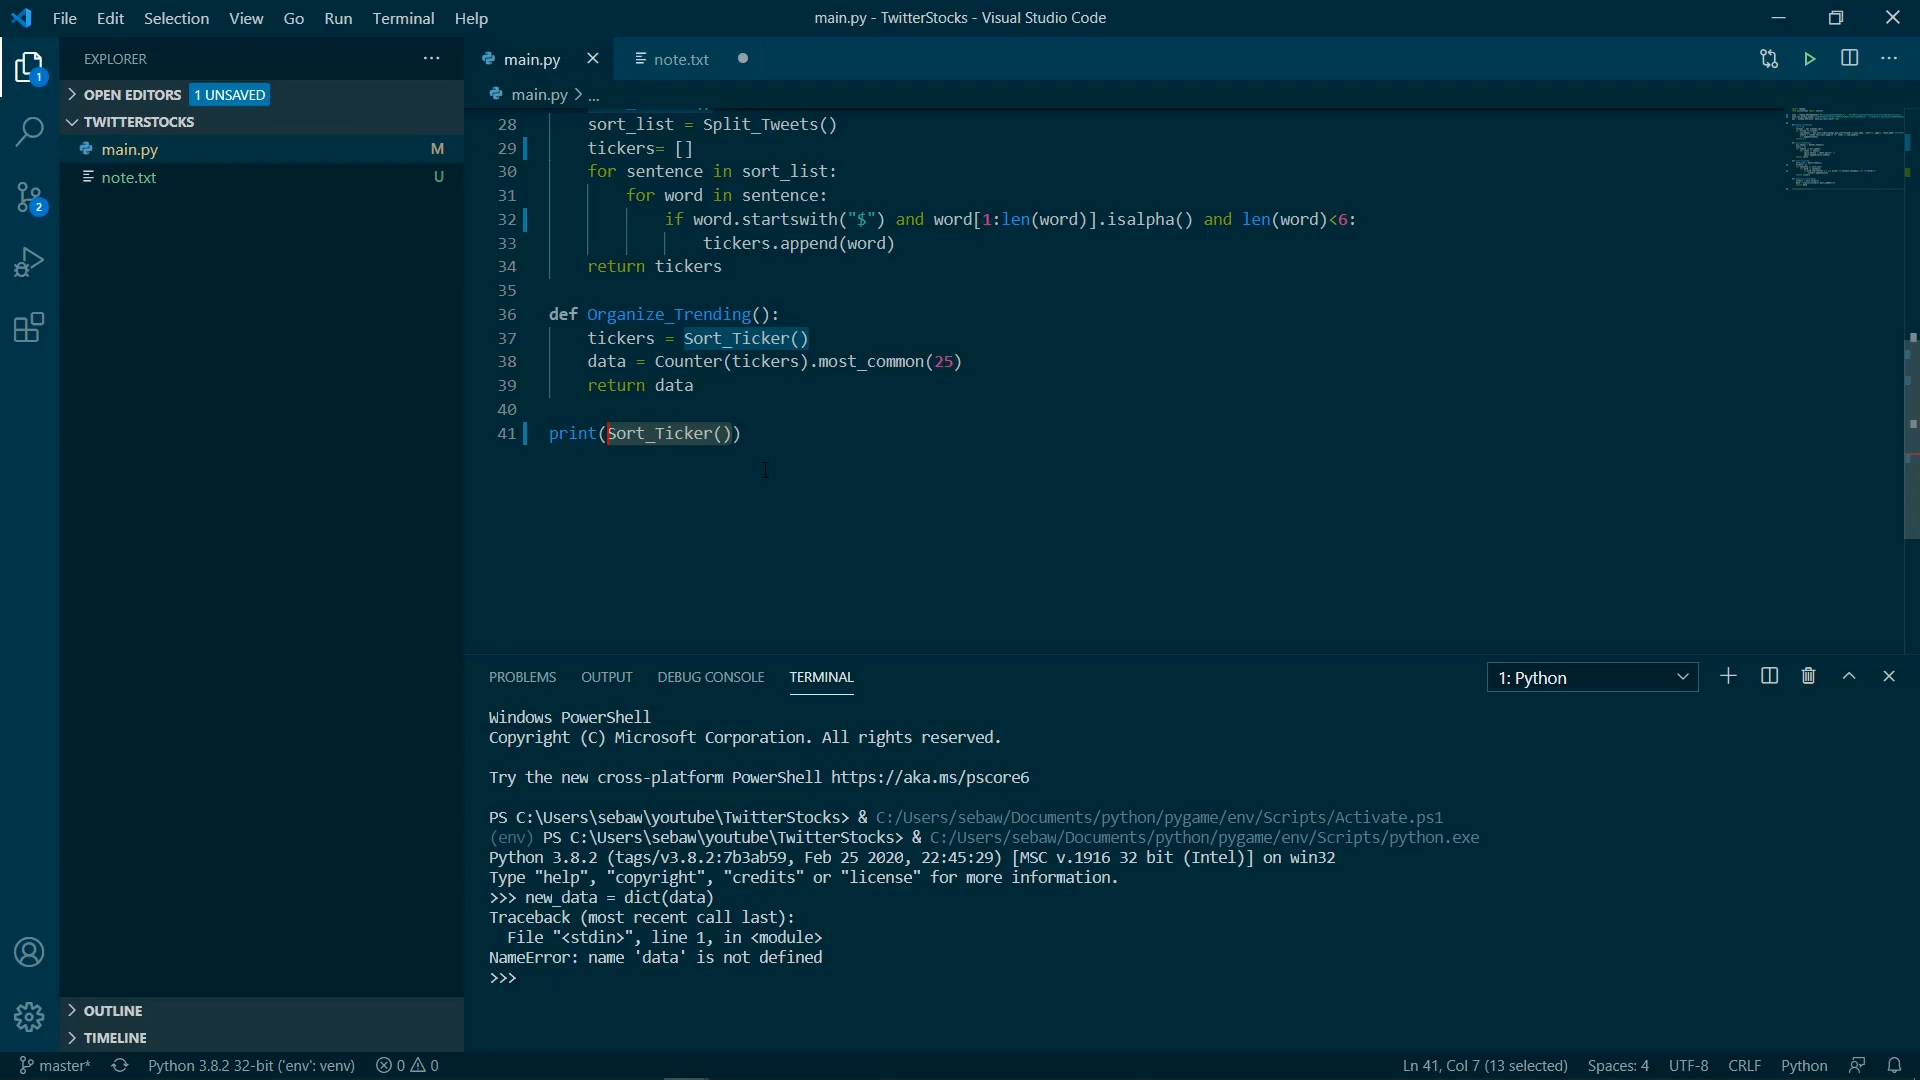 File Edit Selection View Go Run Terminal Help
main.py - TwitterStocks - Visual Studio Code
EXPLORER
1
OPEN EDITORS 1 UNSAVED
TWITTERSTOCKS
main.py M
note.txt U
2
main.py note.txt
main.py > ...
28 sort_list = Split_Tweets()
29 tickers= []
30 for sentence in sort_list:
31 for word in sentence:
32 if word.startswith("$") and word[1:len(word)].isalpha() and len(word)<6:
33 tickers.append(word)
34 return tickers
35
36 def Organize_Trending():
37 tickers = Sort_Ticker()
38 data = Counter(tickers).most_common(25)
39 return data
40
41 print(Sort_Ticker())
PROBLEMS OUTPUT DEBUG CONSOLE TERMINAL
1: Python
Windows PowerShell
Copyright (C) Microsoft Corporation. All rights reserved.
Try the new cross-platform PowerShell https://aka.ms/pscore6
PS C:\Users\sebaw\youtube\TwitterStocks> & C:/Users/sebaw/Documents/python/pygame/env/Scripts/Activate.ps1
(env) PS C:\Users\sebaw\youtube\TwitterStocks> & C:/Users/sebaw/Documents/python/pygame/env/Scripts/python.exe
Python 3.8.2 (tags/v3.8.2:7b3ab59, Feb 25 2020, 22:45:29) [MSC v.1916 32 bit (Intel)] on win32
Type "help", "copyright", "credits" or "license" for more information.
>>> new_data = dict(data)
Traceback (most recent call last):
File "<stdin>", line 1, in <module>
NameError: name 'data' is not defined
>>>
OUTLINE
TIMELINE
master* Python 3.8.2 32-bit ('env': venv) 0 0
Ln 41, Col 7 (13 selected) Spaces: 4 UTF-8 CRLF Python